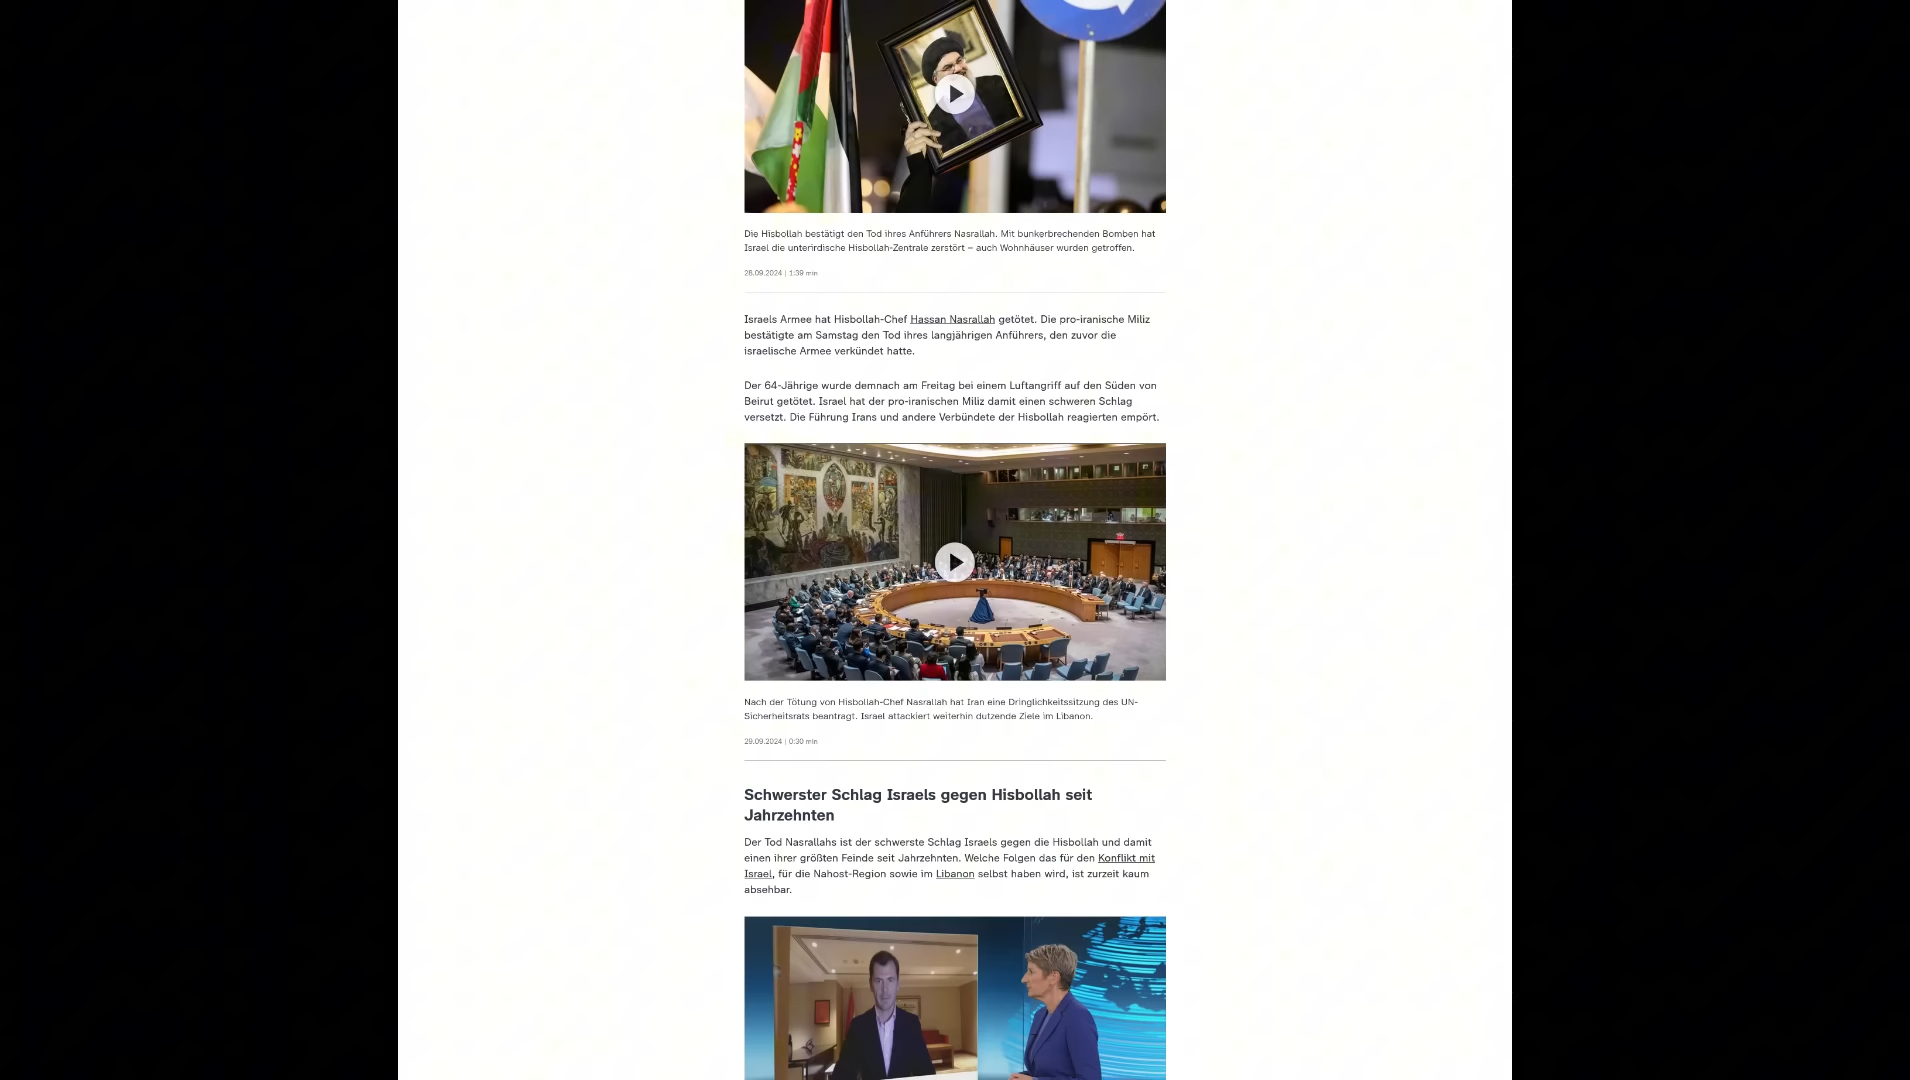 Die Hisbollah bestätigt den Tod ihres Anführers Nasrallah. Mit bunkerbrechenden Bomben hat
Israel die unterirdische Hisbollah-Zentrale zerstört – auch Wohnhäuser wurden getroffen.
28.09.2024 | 1:39 min
Israels Armee hat Hisbollah-Chef Hassan Nasrallah getötet. Die pro-iranische Miliz
bestätigte am Samstag den Tod ihres langjährigen Anführers, den zuvor die
israelische Armee verkündet hatte.
Der 64-Jährige wurde demnach am Freitag bei einem Luftangriff auf den Süden von
Beirut getötet. Israel hat der pro-iranischen Miliz damit einen schweren Schlag
versetzt. Die Führung Irans und andere Verbündete der Hisbollah reagierten empört.
Nach der Tötung von Hisbollah-Chef Nasrallah hat Iran eine Dringlichkeitssitzung des UN-
Sicherheitsrats beantragt. Israel attackiert weiterhin dutzende Ziele im Libanon.
29.09.2024 | 0:30 min
Schwerster Schlag Israels gegen Hisbollah seit
Jahrzehnten
Der Tod Nasrallahs ist der schwerste Schlag Israels gegen die Hisbollah und damit
einen ihrer größten Feinde seit Jahrzehnten. Welche Folgen das für den Konflikt mit
Israel, für die Nahost-Region sowie im Libanon selbst haben wird, ist zurzeit kaum
absehbar.